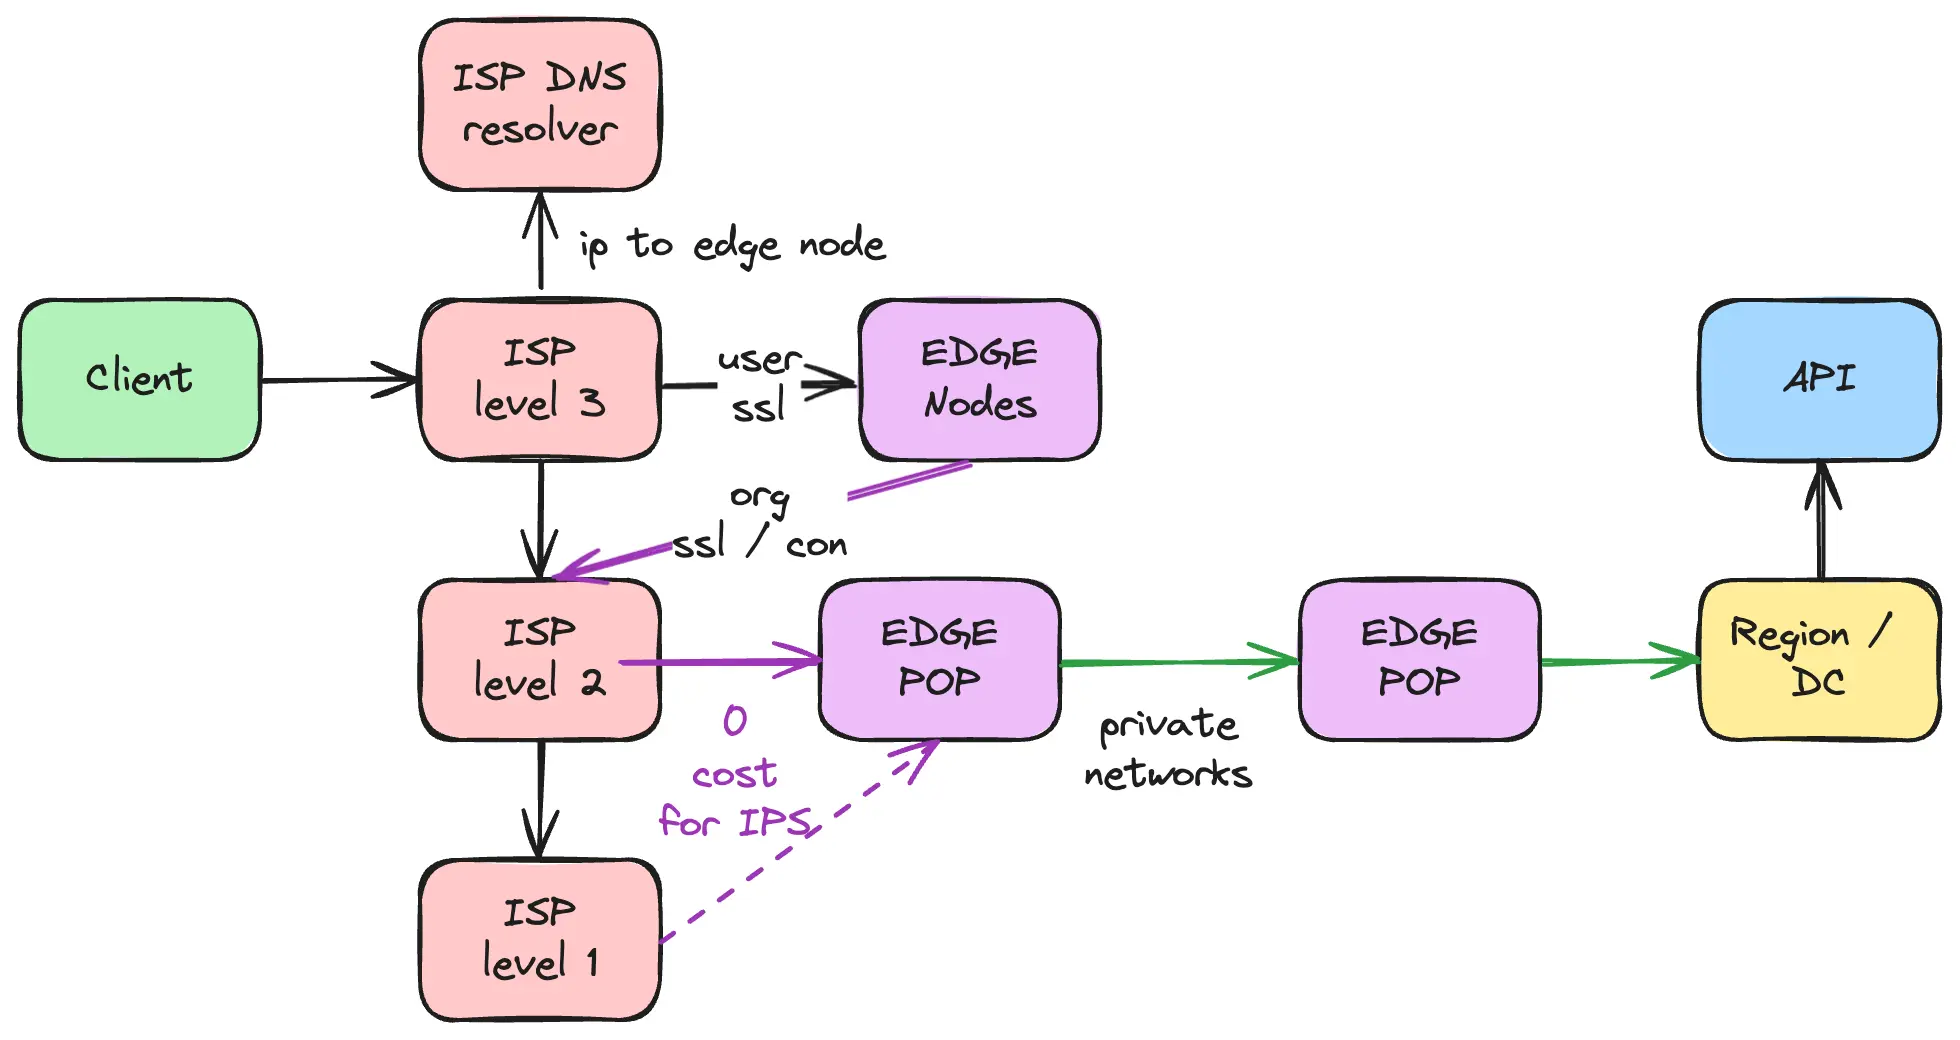 ISP DNS
resolver
ip to edge node
Client
ISP
level 3
user
ssl
EDGE
Nodes
API
org
ssl / con
ISP
level 2
EDGE
POP
EDGE
POP
Region /
DC
0
cost
for IPS
private
networks
ISP
level 1